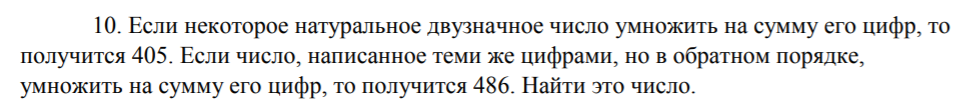 10. Если некоторое натуральное двузначное число умножить на сумму его цифр, то
получится 405. Если число, написанное теми же цифрами, но в обратном порядке,
умножить на сумму его цифр, то получится 486. Найти это число.